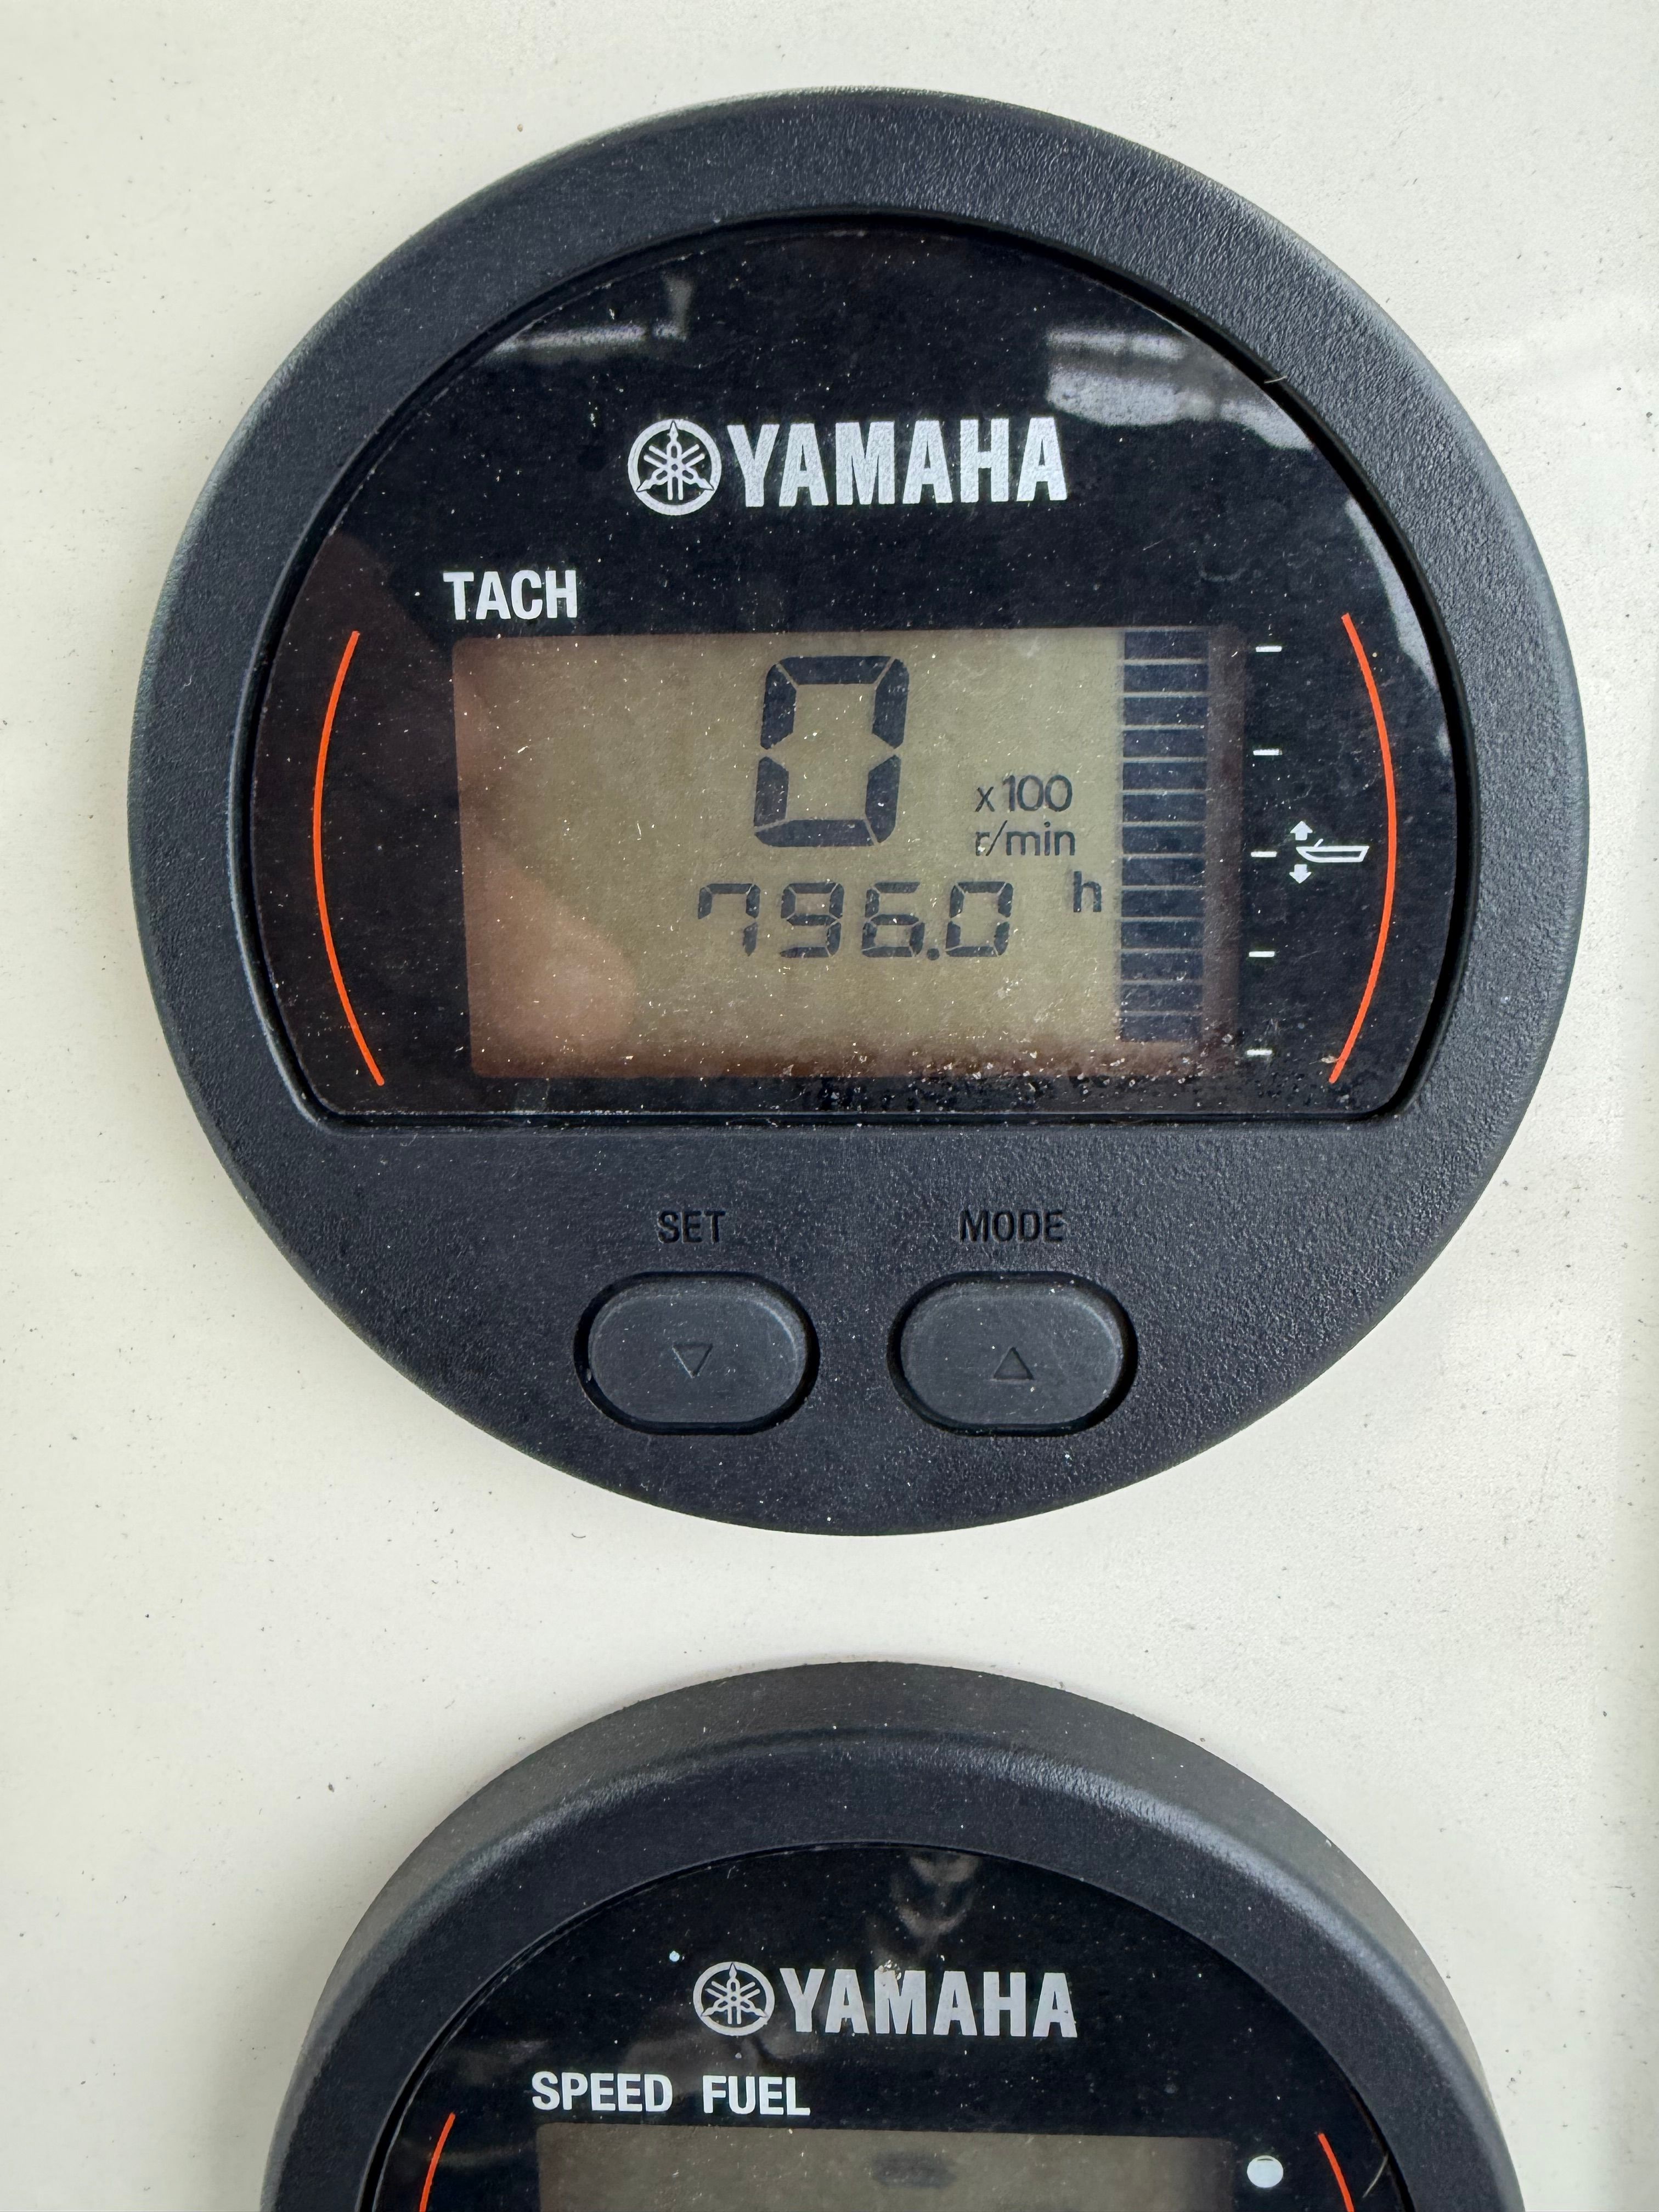 YAMAHA
TACH
0
x100
r/min
796.0 h
SET MODE
YAMAHA
SPEED FUEL